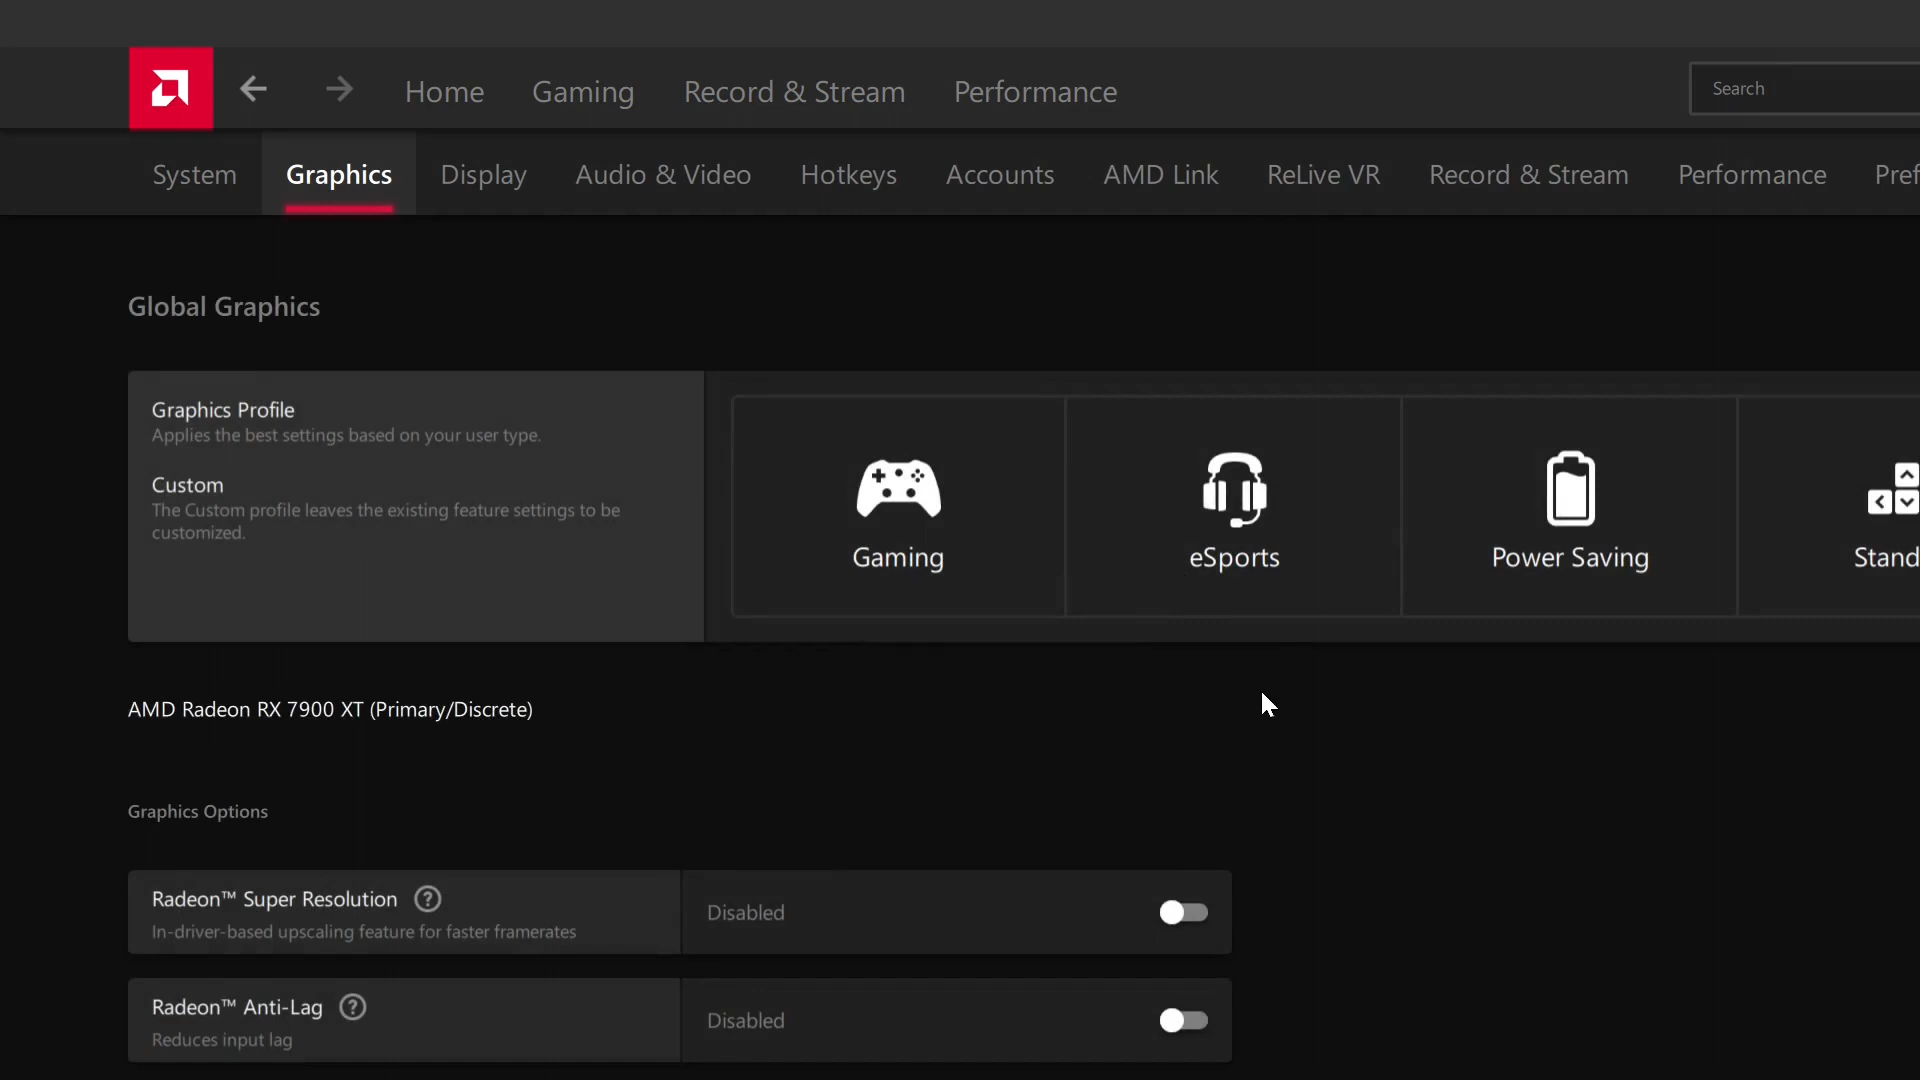 Home Gaming Record & Stream Performance
Search
System Graphics Display Audio & Video Hotkeys Accounts AMD Link ReLive VR Record & Stream Performance Pref
Global Graphics
Graphics Profile
Applies the best settings based on your user type.
Custom
The Custom profile leaves the existing feature settings to be
customized.
Gaming eSports Power Saving Stand
AMD Radeon RX 7900 XT (Primary/Discrete)
Graphics Options
Radeon™ Super Resolution ?
In-driver-based upscaling feature for faster framerates
Disabled
Radeon™ Anti-Lag ?
Reduces input lag
Disabled